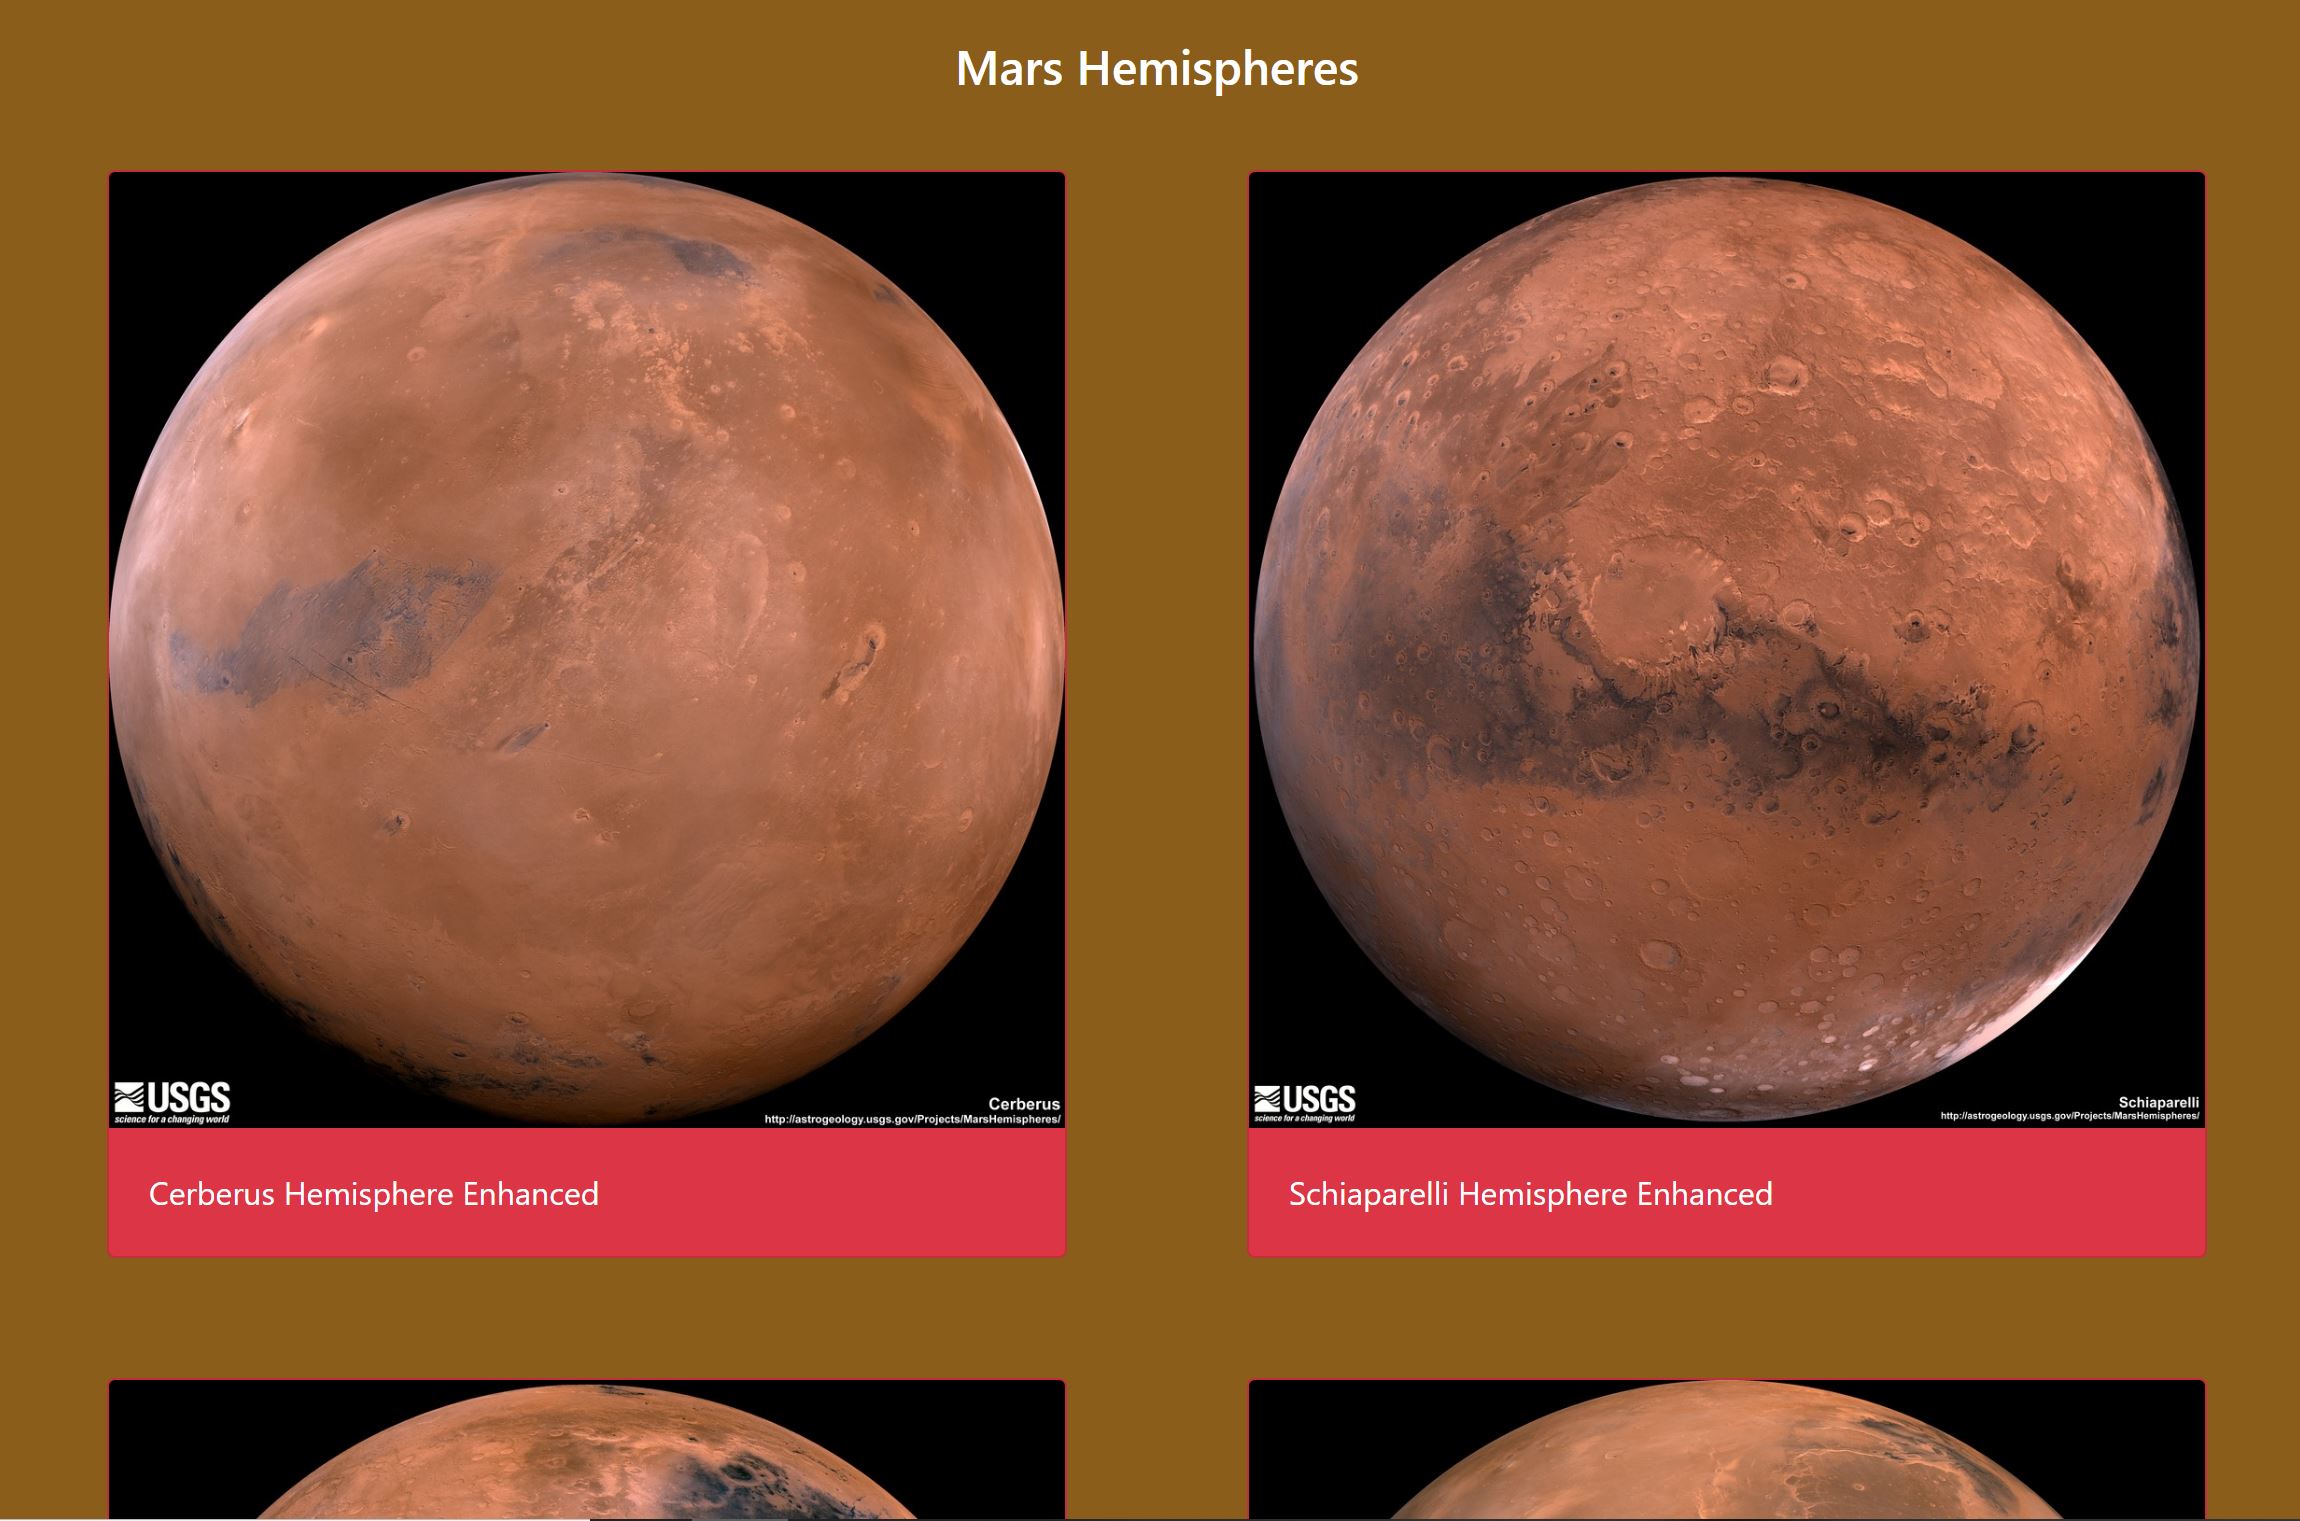 Mars Hemispheres
USGS
science for a changing world
Cerberus
http://astrogeology.usgs.gov/Projects/MarsHemispheres/
Cerberus Hemisphere Enhanced
USGS
science for a changing world
Schiaparelli
http://astrogeology.usgs.gov/Projects/MarsHemispheres/
Schiaparelli Hemisphere Enhanced